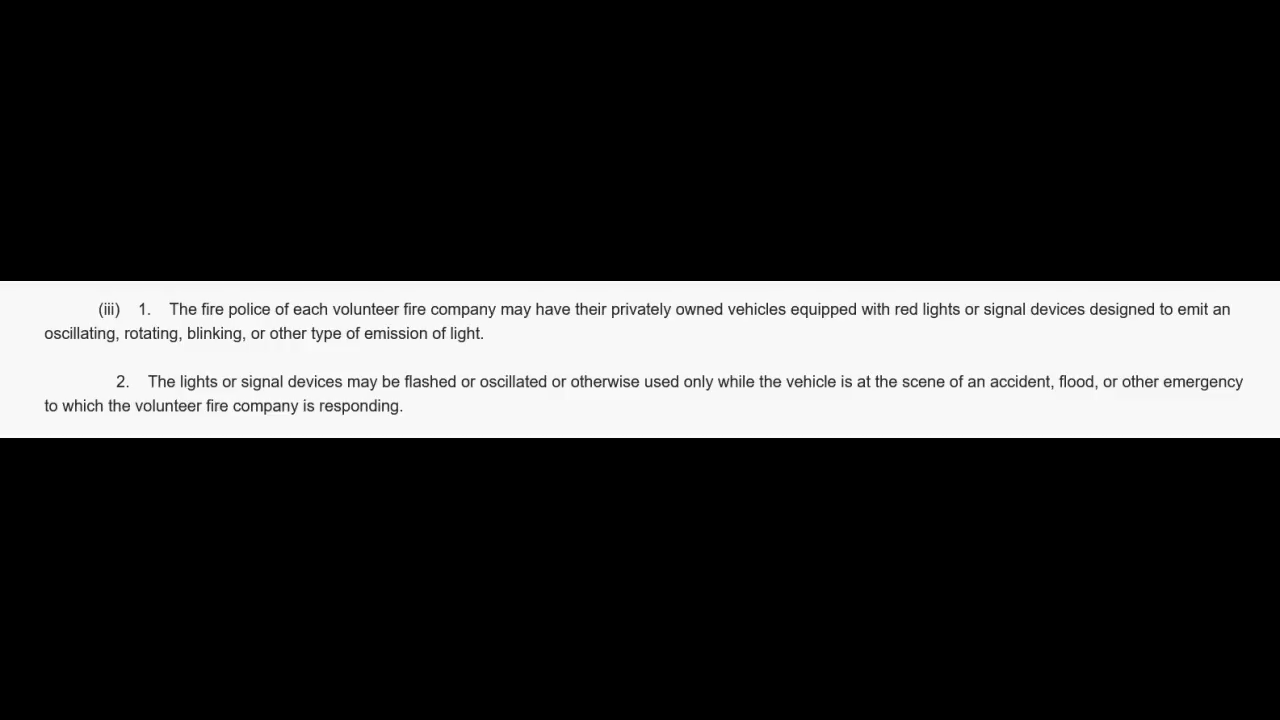 (iii) 1. The fire police of each volunteer fire company may have their privately owned vehicles equipped with red lights or signal devices designed to emit an
oscillating, rotating, blinking, or other type of emission of light.
2. The lights or signal devices may be flashed or oscillated or otherwise used only while the vehicle is at the scene of an accident, flood, or other emergency
to which the volunteer fire company is responding.